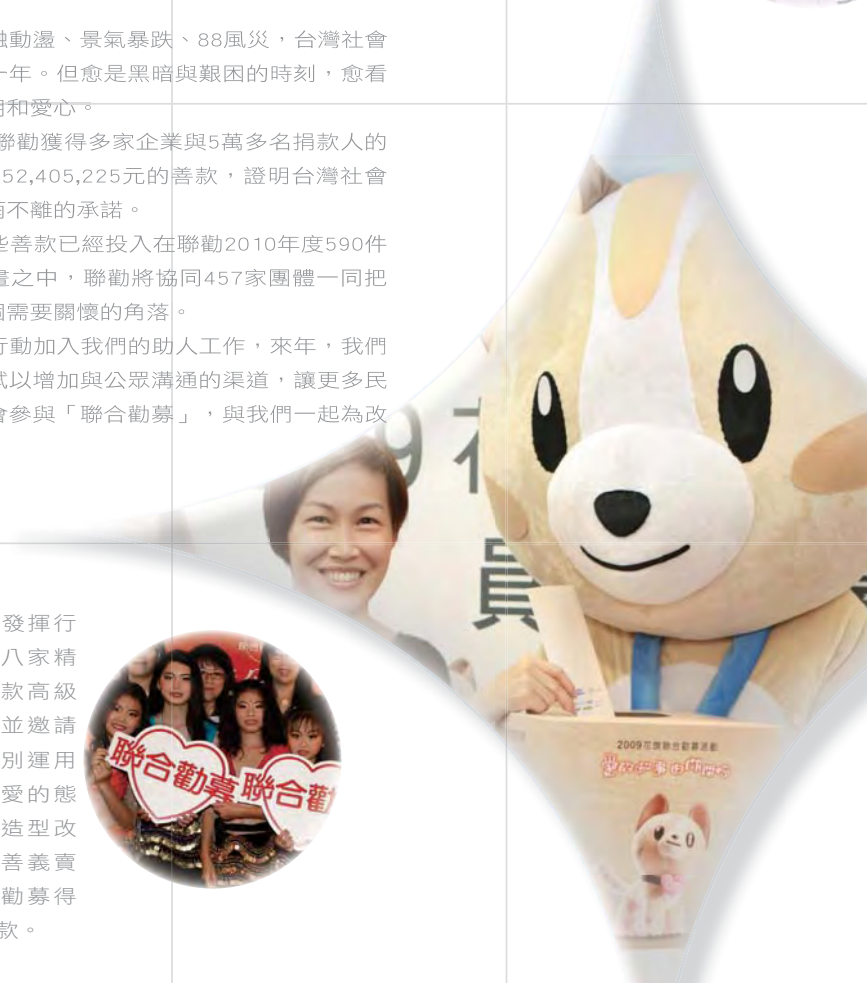 融動盪、景氣暴跌、88風災，台灣社會
一年。但愈是黑暗與艱困的時刻，愈看
和愛心。
聯勸獲得多家企業與5萬多名捐款人的
52,405,225元的善款，證明台灣社會
不離的承諾。
些善款已經投入在聯勸2010年度590件
畫之中，聯勸將協同457家團體一同把
需要關懷的角落。
行動加入我們的助人工作，來年，我們
試以增加與公眾溝通的渠道，讓更多民
會參與「聯合勸募」，與我們一起為改
發揮行
八家精
款高級
並邀請
別運用
愛的態
造型改
善義賣
勸募得
款。
聯合勸募
聯合勸
9花
員
2009花旗聯合勸募活動